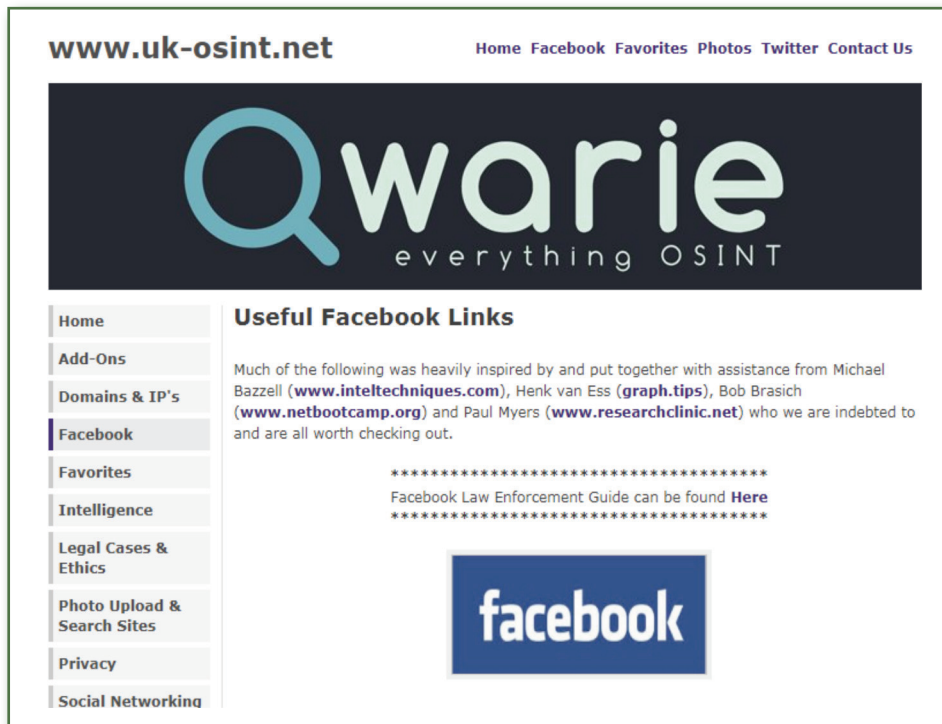 www.uk-osint.net
Home Facebook Favorites Photos Twitter Contact Us
Qwarie
everything OSINT
Home
Add-Ons
Domains & IP's
Facebook
Favorites
Intelligence
Legal Cases &
Ethics
Photo Upload &
Search Sites
Privacy
Social Networking
Useful Facebook Links
Much of the following was heavily inspired by and put together with assistance from Michael
Bazzell (www.inteltechniques.com), Henk van Ess (graph.tips), Bob Brasich
(www.netbootcamp.org) and Paul Myers (www.researchclinic.net) who we are indebted to
and are all worth checking out.
**************************************
Facebook Law Enforcement Guide can be found Here
**************************************
facebook